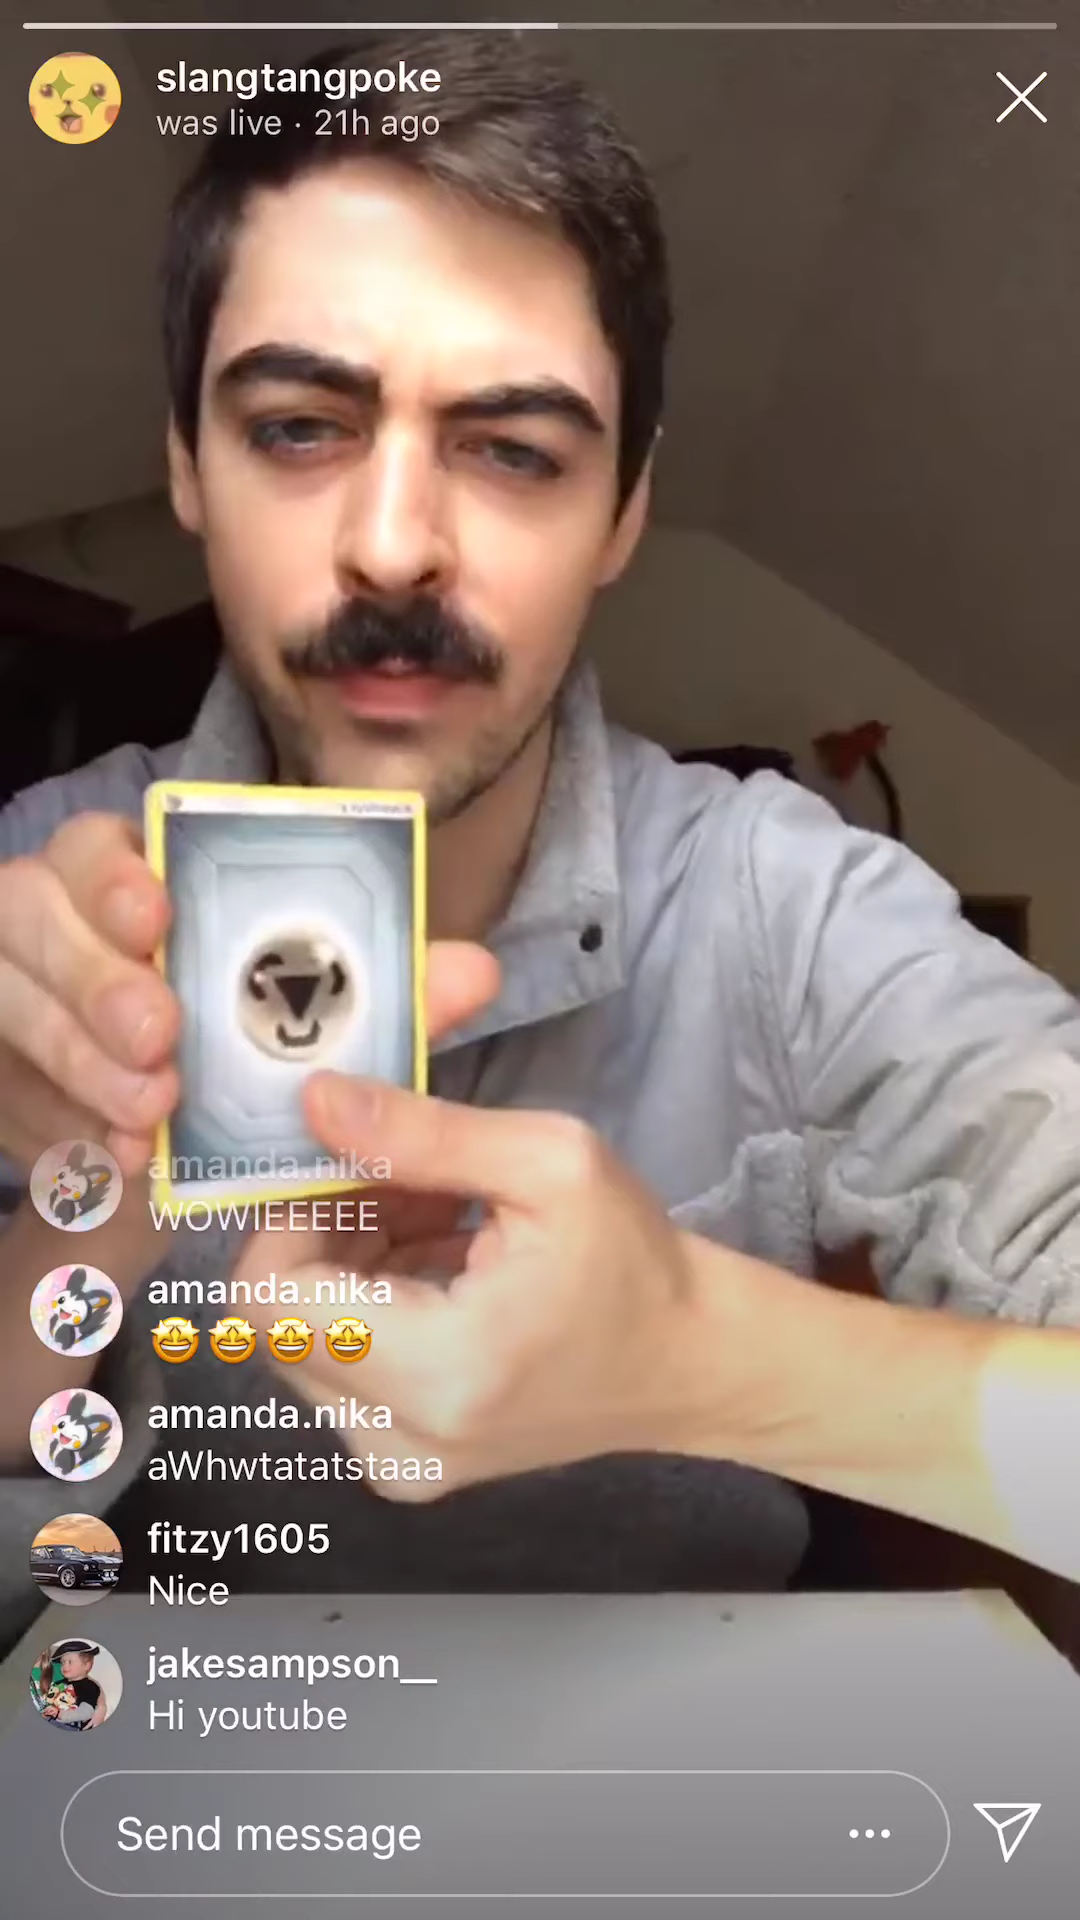 slangtangpoke
was live · 21h ago
amanda.nika
WOWIEEEEE
amanda.nika
🤩🤩🤩🤩
amanda.nika
aWhwtatatstaaa
fitzy1605
Nice
jakesampson__
Hi youtube
Send message